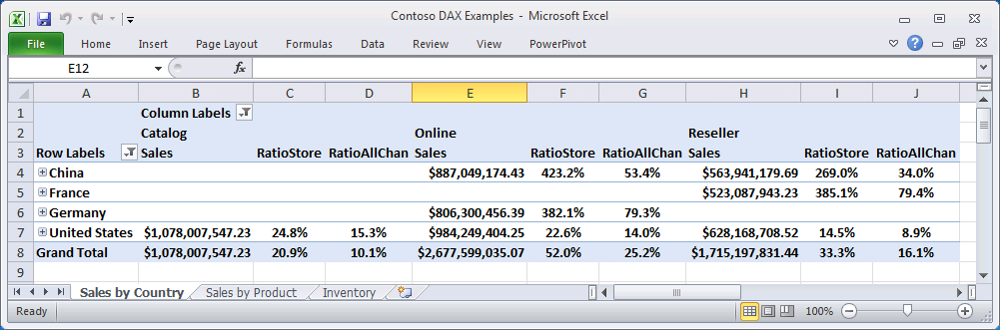 Contoso DAX Examples - Microsoft Excel
File Home Insert Page Layout Formulas Data Review View PowerPivot
E12 fx
A B C D E F G H I J
1 Column Labels
2 Catalog Online Reseller
3 Row Labels Sales RatioStore RatioAllChan Sales RatioStore RatioAllChan Sales RatioStore RatioAllChan
4 China $887,049,174.43 423.2% 53.4% $563,941,179.69 269.0% 34.0%
5 France $523,087,943.23 385.1% 79.4%
6 Germany $806,300,456.39 382.1% 79.3%
7 United States $1,078,007,547.23 24.8% 15.3% $984,249,404.25 22.6% 14.0% $628,168,708.52 14.5% 8.9%
8 Grand Total $1,078,007,547.23 20.9% 10.1% $2,677,599,035.07 52.0% 25.2% $1,715,197,831.44 33.3% 16.1%
9
Sales by Country Sales by Product Inventory
Ready 100%